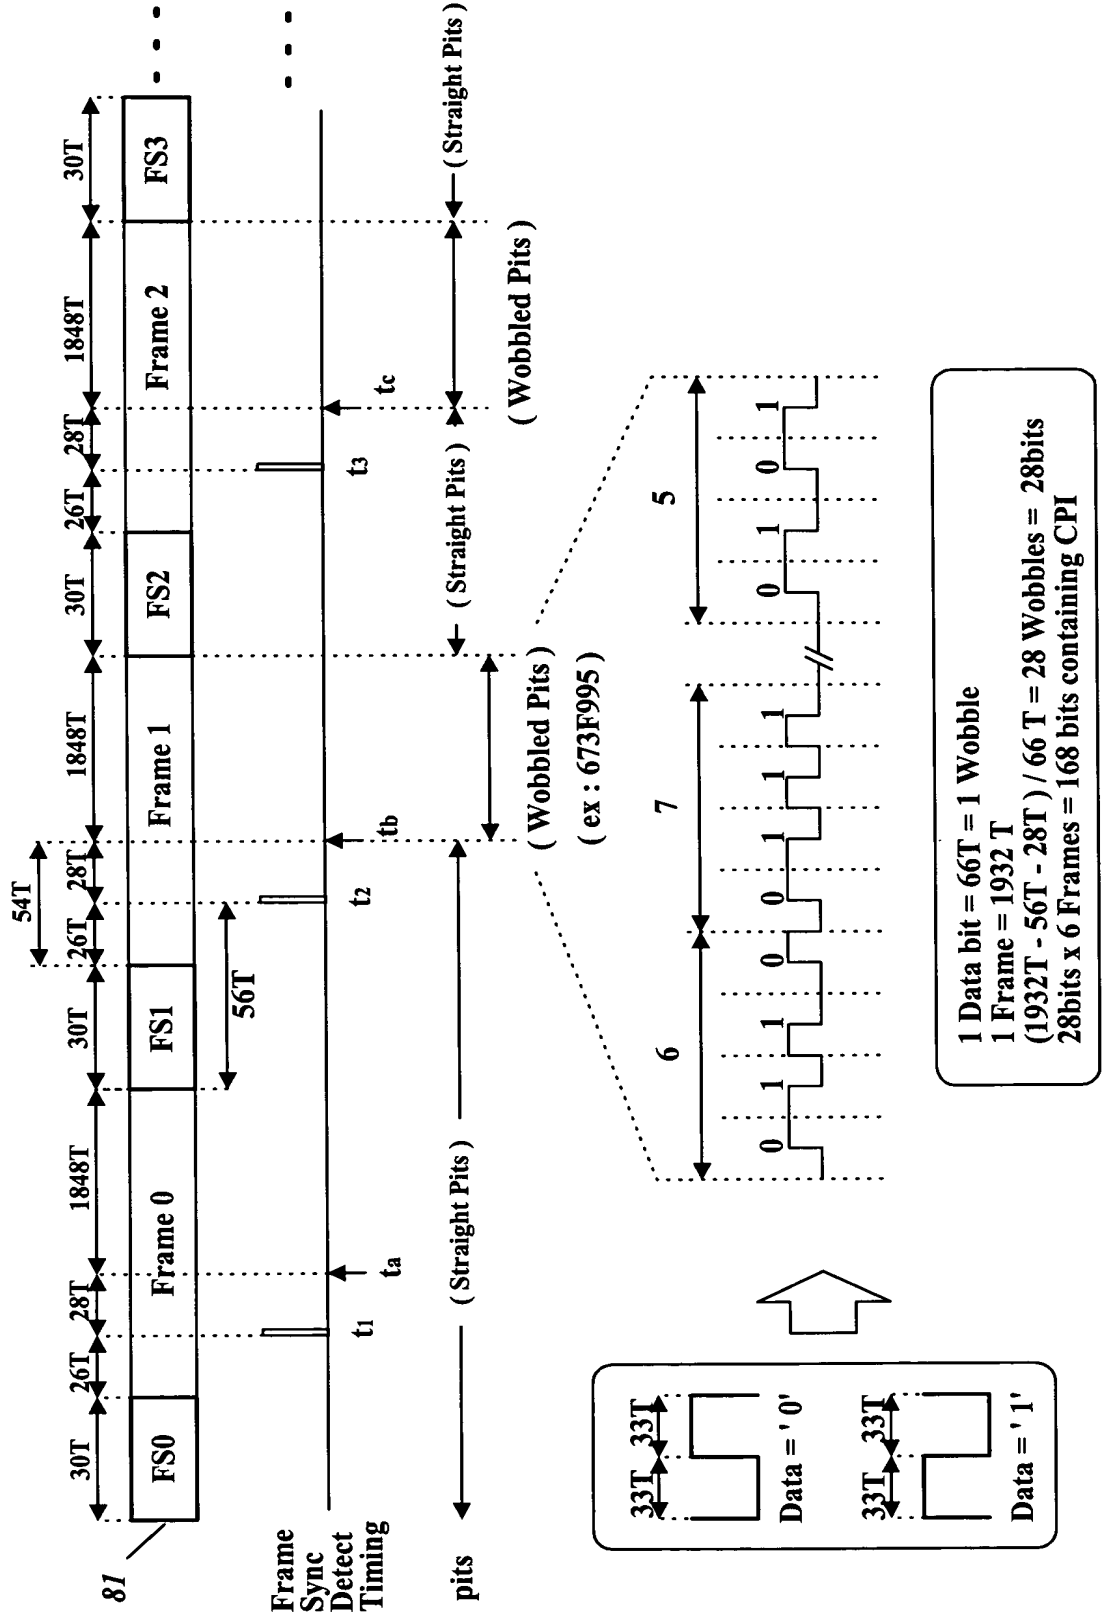 81
30T 26T 28T 1848T 30T 26T 28T 1848T 30T 26T 28T 1848T 30T
54T
FS0 Frame 0 FS1 Frame 1 FS2 Frame 2 FS3
56T
Frame
Sync
Detect
Timing
t1 ta t2 tb t3 tc
pits
( Straight Pits ) ( Straight Pits ) ( Straight Pits )
( Wobbled Pits ) ( Wobbled Pits )
( ex : 673F995 )
33T 33T
Data = ' 0'
33T 33T
Data = ' 1'
6 7 5
0 1 1 0 0 1 1 1 0 1 0 1
1 Data bit = 66T = 1 Wobble
1 Frame = 1932 T
(1932T - 56T - 28T ) / 66 T = 28 Wobbles = 28bits
28bits x 6 Frames = 168 bits containing CPI